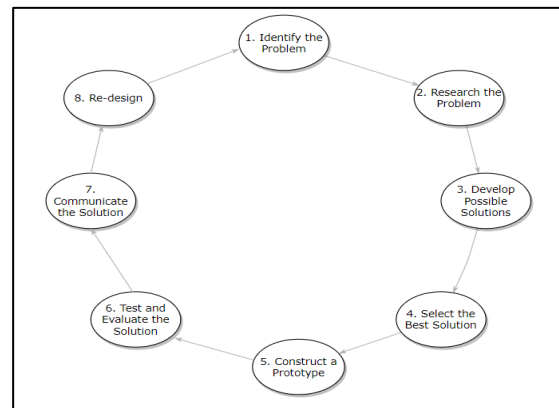 1. Identify the
Problem
2. Research the
Problem
3. Develop
Possible
Solutions
4. Select the
Best Solution
5. Construct a
Prototype
6. Test and
Evaluate the
Solution
7.
Communicate
the Solution
8. Re-design